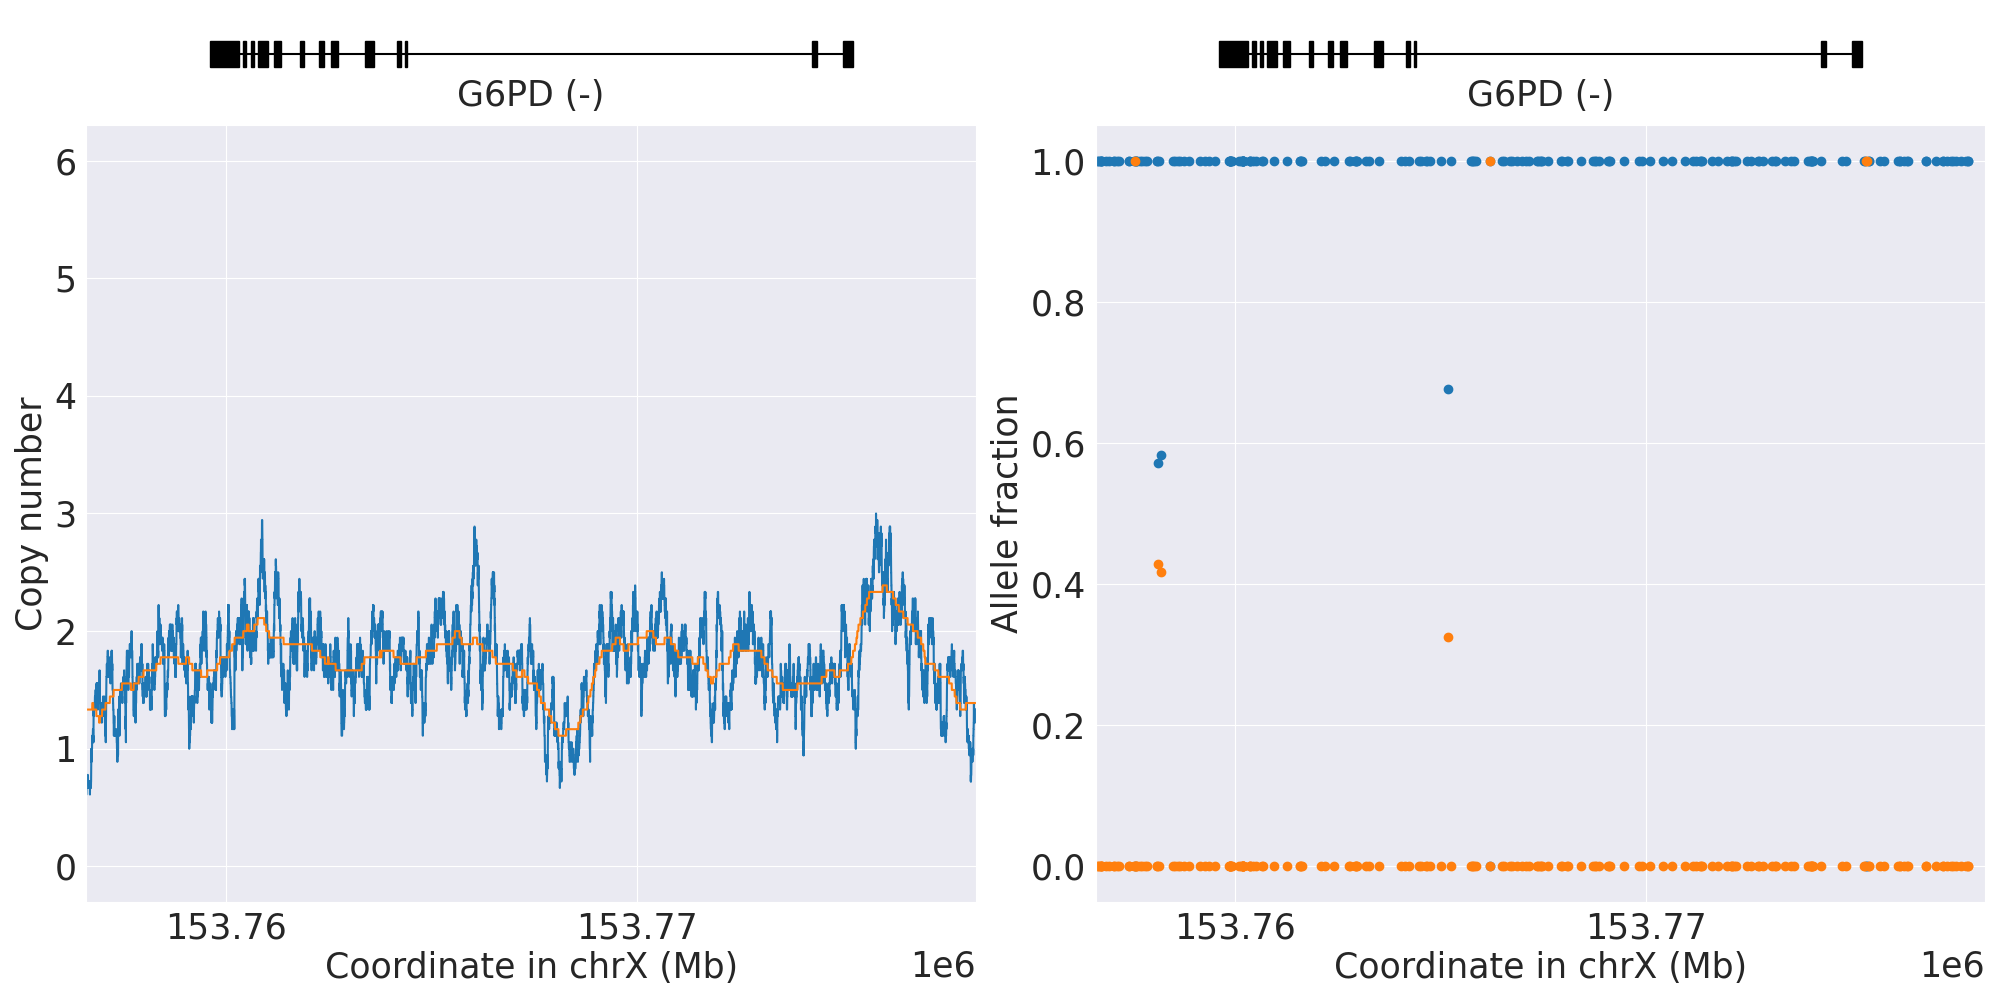 G6PD (-)
6
5
4
3
2
1
0
Copy number
153.76
153.77
Coordinate in chrX (Mb)
1e6
G6PD (-)
1.0
0.8
0.6
0.4
0.2
0.0
Allele fraction
153.76
153.77
Coordinate in chrX (Mb)
1e6